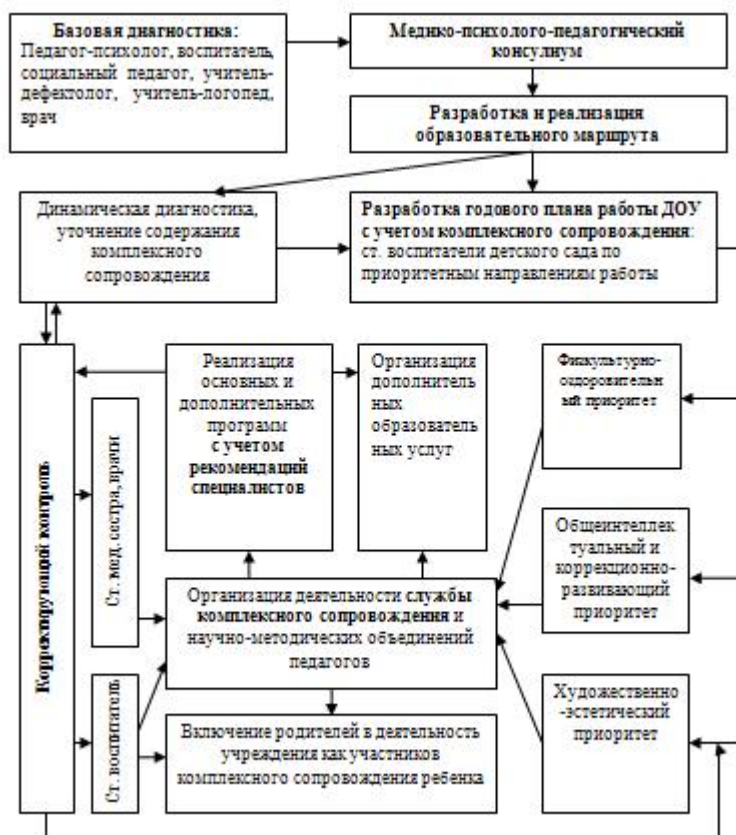 Базовая диагностика:
Педагог-психолог, воспитатель,
социальный педагог, учитель-
дефектолог, учитель-логопед,
врач
Медико-психолого-педагогический
консулиум
Разработка и реализация
образовательного маршрута
Динамическая диагностика,
уточнение содержания
комплексного
сопровождения
Разработка годового плана работы ДОУ
с учетом комплексного сопровождения:
ст. воспитатели детского сада по
приоритетным направлениям работы
Корректирующий контроль
Ст. мед. сестра, врачи
Ст. воспитатель
Реализация
основных и
дополнительных
программ
с учетом
рекомендаций
специалистов
Организация
дополнитель
ных
образователь
ных услуг
Физкультурно-
оздоровительн
ый приоритет
Общеинтеллек
туальный и
коррекционно-
развивающий
приоритет
Организация деятельности службы
комплексного сопровождения и
научно-методических объединений
педагогов
Художественно
-эстетический
приоритет
Включение родителей в деятельность
учреждения как участников
комплексного сопровождения ребенка